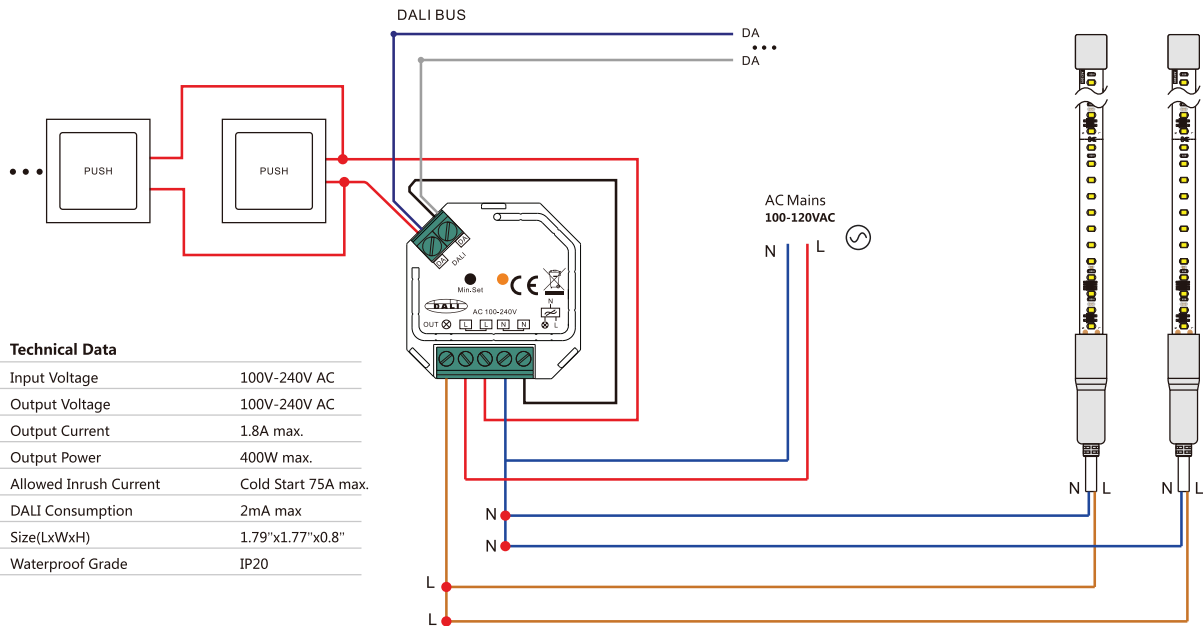 DALI BUS
DA
DA
PUSH
PUSH
AC Mains
100-120VAC
N
L
DA
DA
DALI
Min.Set
CE
DALI
AC 100-240V
N
OUT
L
L
N
N
L
Technical Data
Input Voltage 100V-240V AC
Output Voltage 100V-240V AC
Output Current 1.8A max.
Output Power 400W max.
Allowed Inrush Current Cold Start 75A max.
DALI Consumption 2mA max
Size(LxWxH) 1.79"x1.77"x0.8"
Waterproof Grade IP20
N L
N L
N
N
L
L